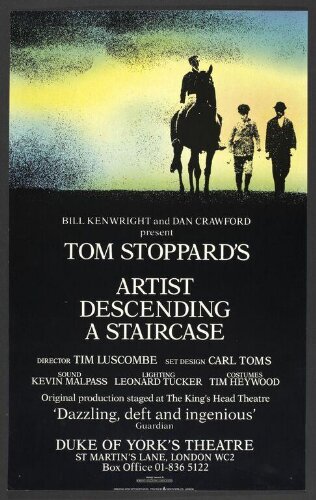 BILL KENWRIGHT and DAN CRAWFORD
present
TOM STOPPARD'S
ARTIST
DESCENDING
A STAIRCASE
DIRECTOR TIM LUSCOMBE SET DESIGN CARL TOMS
SOUND LIGHTING COSTUMES
KEVIN MALPASS LEONARD TUCKER TIM HEYWOOD
Original production staged at The King's Head Theatre
'Dazzling, deft and ingenious'
Guardian
DUKE OF YORK'S THEATRE
ST MARTIN'S LANE, LONDON WC2
Box Office 01-836 5122